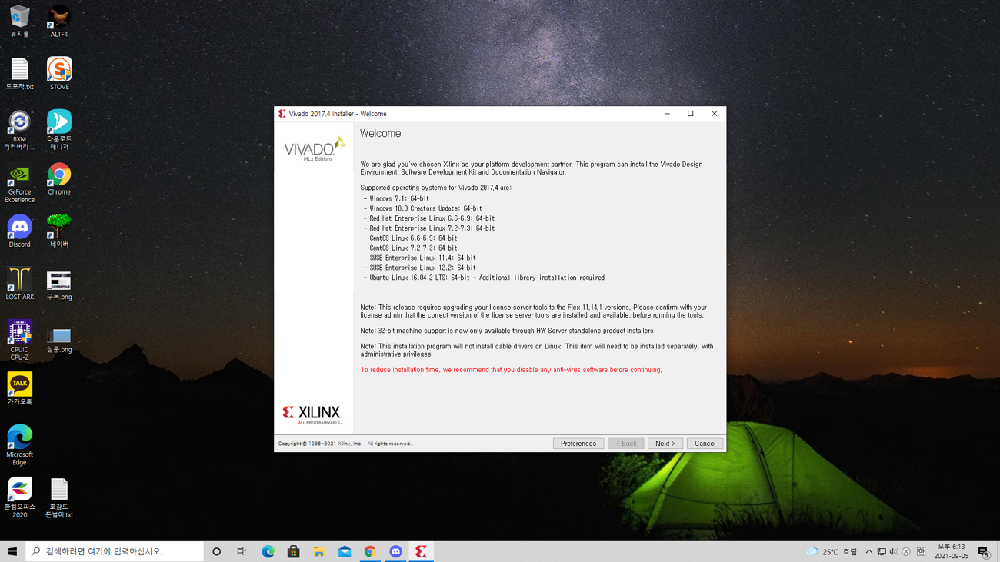 휴지통
ALTF4
트포작.txt
STOVE
BXM
리커버리 ...
다운로드
매니저
GeForce
Experience
Chrome
Discord
네이버
LOST ARK
구독.png
CPUID
CPU-Z
설문.png
TALK
카카오톡
Microsoft
Edge
한컴오피스
2020
호감도
돈벌이.txt
Vivado 2017.4 Installer - Welcome
VIVADO.
HLx Editions
Welcome
We are glad you've chosen Xilinx as your platform development partner. This program can install the Vivado Design
Environment, Software Development Kit and Documentation Navigator.
Supported operating systems for Vivado 2017.4 are:
- Windows 7.1: 64-bit
- Windows 10.0 Creators Update: 64-bit
- Red Hat Enterprise Linux 6.6-6.9: 64-bit
- Red Hat Enterprise Linux 7.2-7.3: 64-bit
- CentOS Linux 6.6-6.9: 64-bit
- CentOS Linux 7.2-7.3: 64-bit
- SUSE Enterprise Linux 11.4: 64-bit
- SUSE Enterprise Linux 12.2: 64-bit
- Ubuntu Linux 16.04.2 LTS: 64-bit - Additional library installation required
Note: This release requires upgrading your license server tools to the Flex 11.14.1 versions. Please confirm with your
license admin that the correct version of the license server tools are installed and available, before running the tools.
Note: 32-bit machine support is now only available through HW Server standalone product installers
Note: This installation program will not install cable drivers on Linux. This item will need to be installed separately, with
administrative privileges.
To reduce installation time, we recommend that you disable any anti-virus software before continuing.
XILINX
ALL PROGRAMMABLE.
Copyright © 1986-2021 Xilinx, Inc. All rights reserved.
Preferences
< Back
Next >
Cancel
검색하려면 여기에 입력하십시오.
25°C 흐림
한
오후 6:13
2021-09-05
5